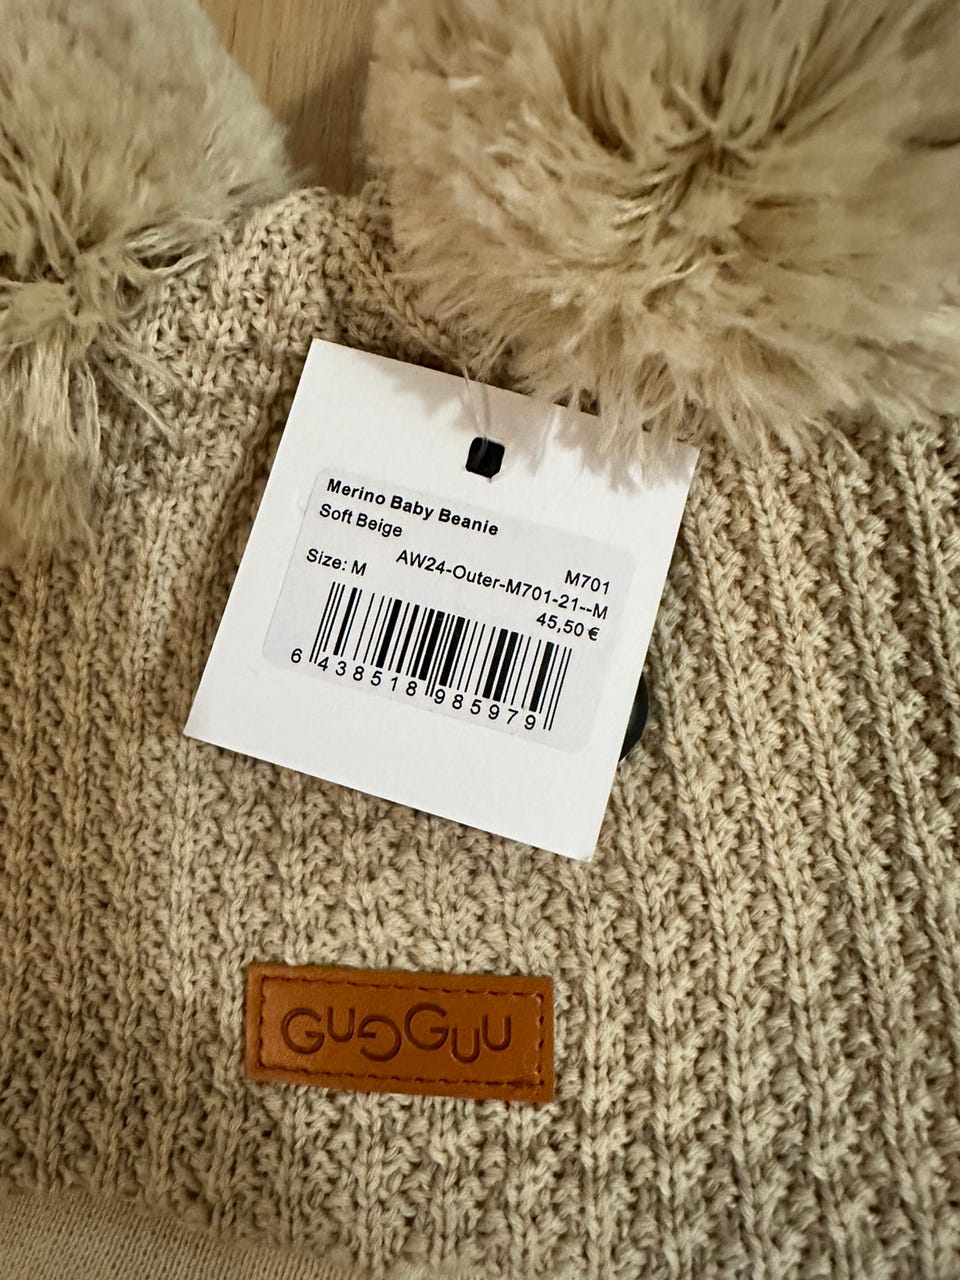 Merino Baby Beanie
Soft Beige
M701
Size: M
AW24-Outer-M701-21--M
45,50 €
6 438518 985979
GUGGUU